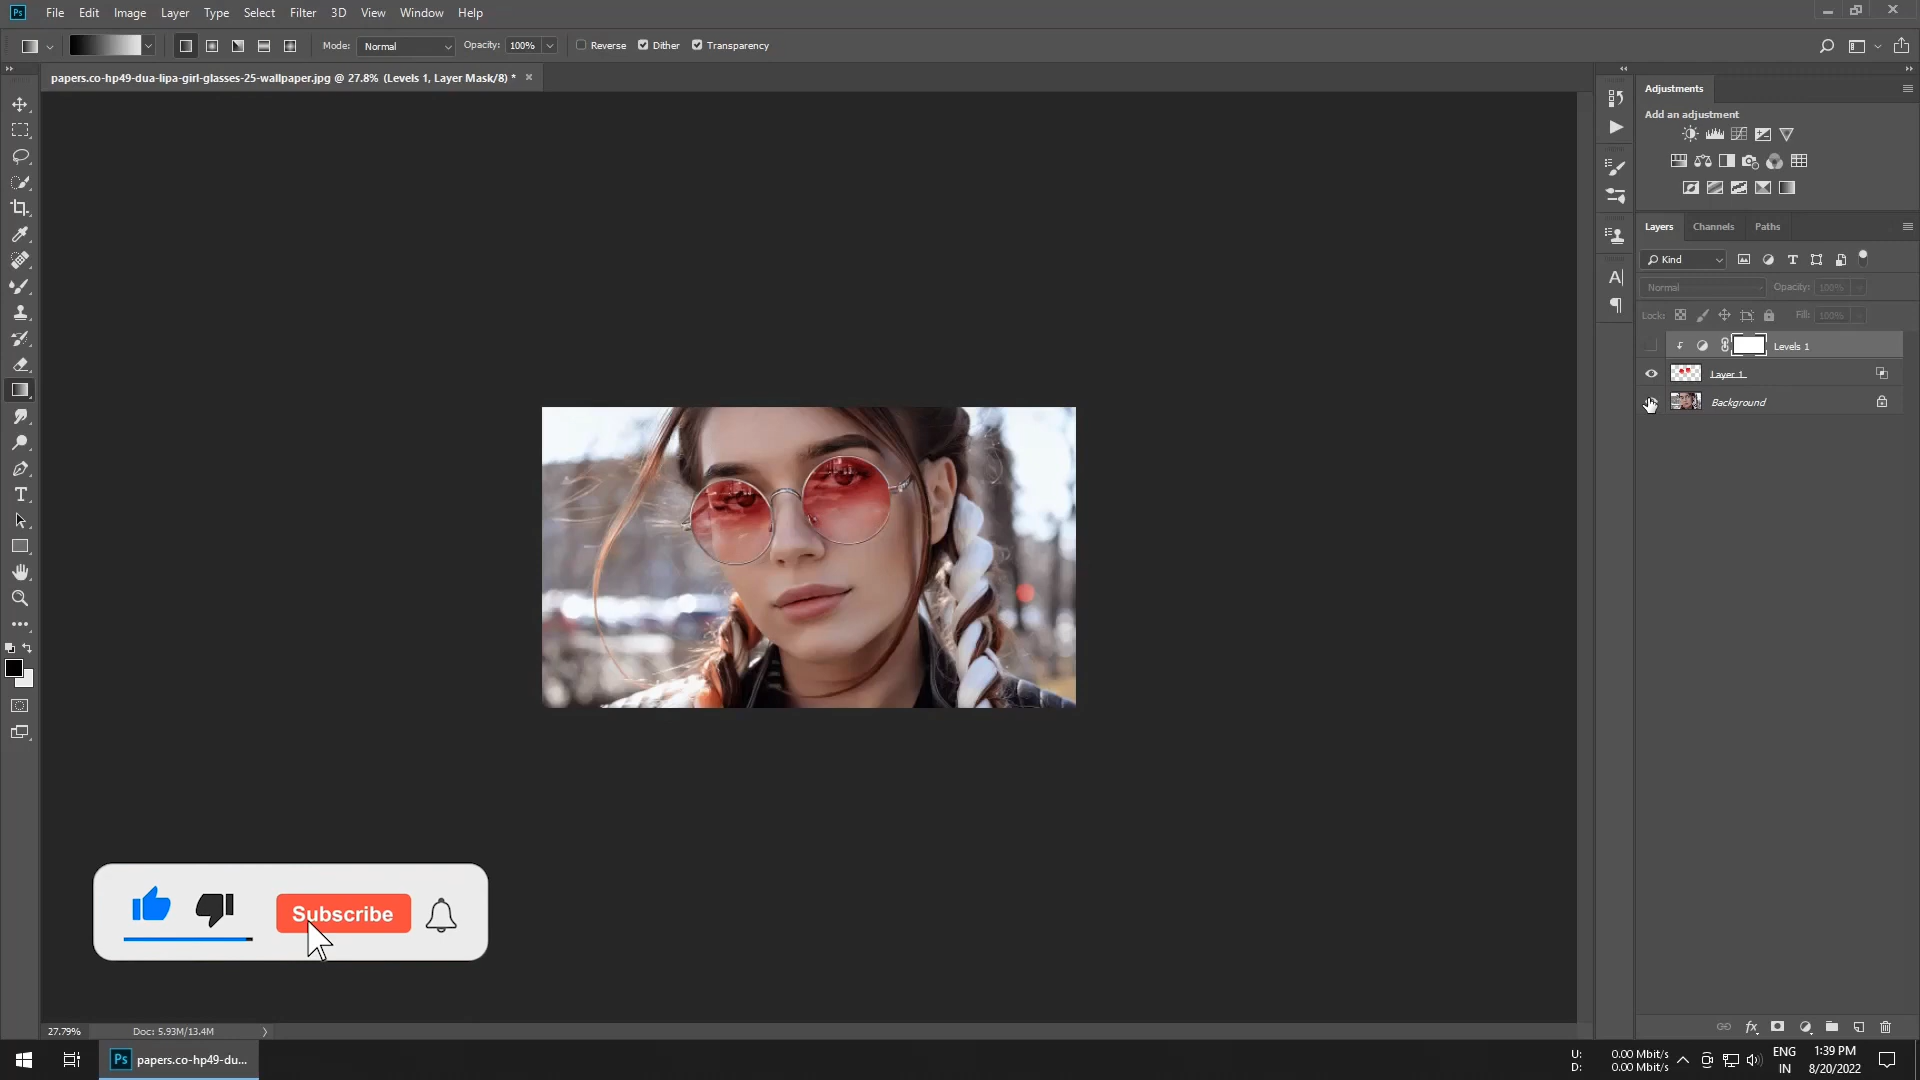 Ps File Edit Image Layer Type Select Filter 3D View Window Help
Mode: Normal Opacity: 100% Reverse Dither Transparency
papers.co-hp49-dua-lipa-girl-glasses-25-wallpaper.jpg @ 27.8% (Levels 1, Layer Mask/8) *
Adjustments
Add an adjustment
Layers Channels Paths
Kind
Normal Opacity: 100%
Lock: Fill: 100%
Levels 1
Layer 1
Background
Subscribe
27.79% Doc: 5.93M/13.4M
Ps papers.co-hp49-du...
U: 0.00 Mbit/s
D: 0.00 Mbit/s
ENG
IN
1:39 PM
8/20/2022